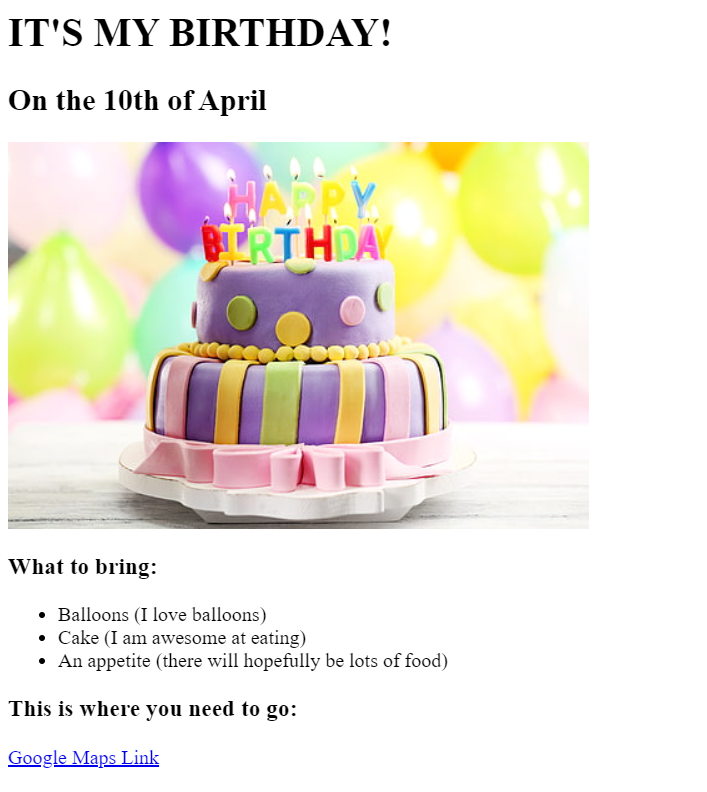 IT'S MY BIRTHDAY!
On the 10th of April
HAPPY
BIRTHDAY
What to bring:
Balloons (I love balloons)
Cake (I am awesome at eating)
An appetite (there will hopefully be lots of food)
This is where you need to go:
Google Maps Link